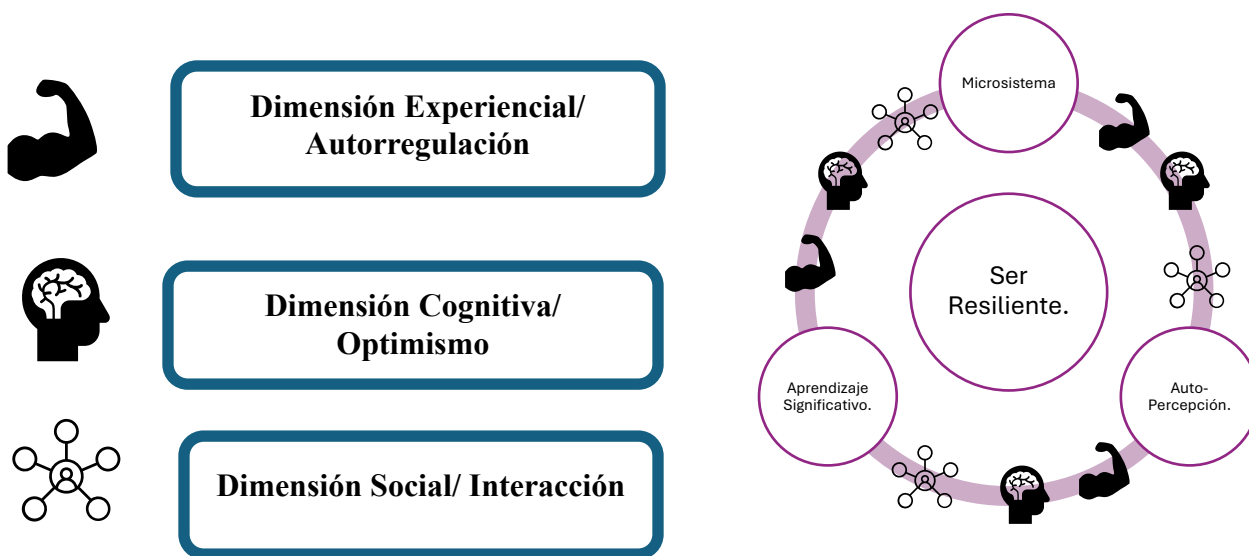 Dimensión Experiencial/
Autorregulación
Dimensión Cognitiva/
Optimismo
Dimensión Social/ Interacción
Microsistema
Ser
Resiliente.
Aprendizaje
Significativo.
Auto-
Percepción.